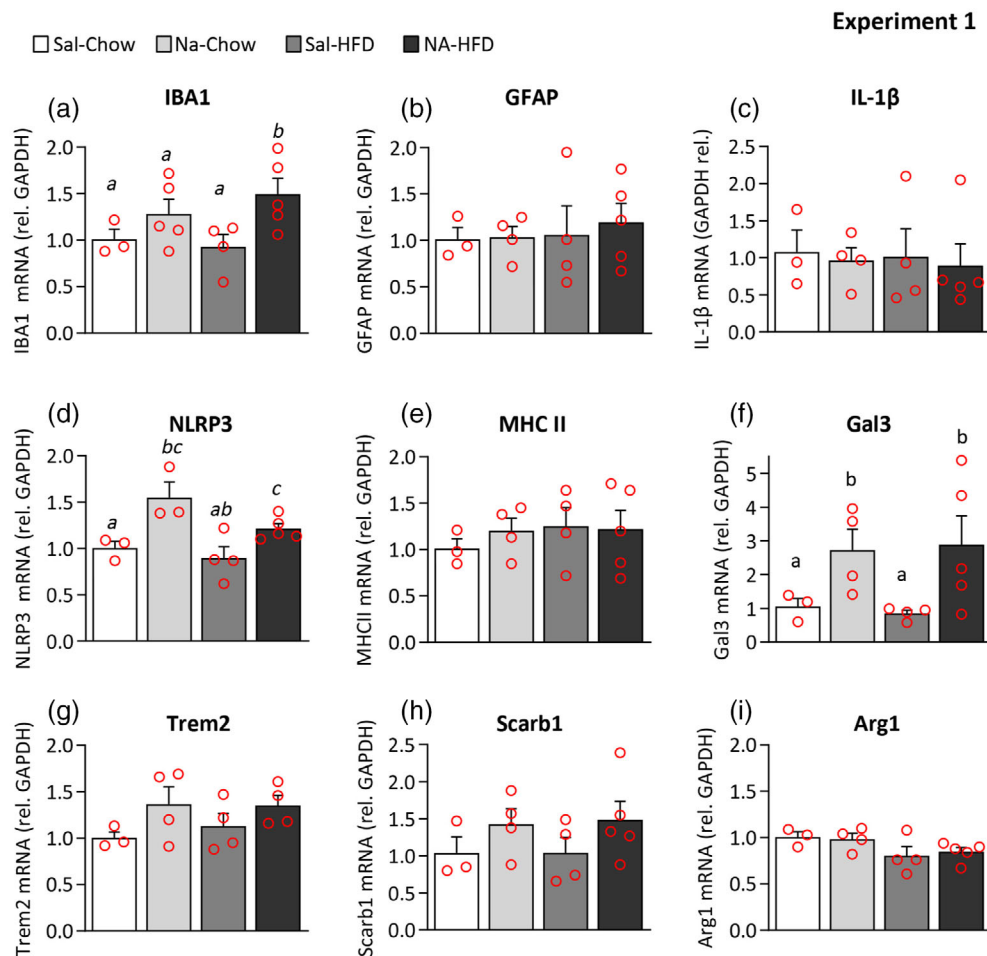 Experiment 1
Sal-Chow Na-Chow Sal-HFD NA-HFD
(a) IBA1
IBA1 mRNA (rel. GAPDH)
2.0
1.5
1.0
0.5
0.0
a a a b
(b) GFAP
GFAP mRNA (rel. GAPDH)
2.0
1.5
1.0
0.5
0.0
(c) IL-1β
IL-1β mRNA (GAPDH rel.)
2.5
2.0
1.5
1.0
0.5
0.0
(d) NLRP3
NLRP3 mRNA (rel. GAPDH)
2.0
1.5
1.0
0.5
0.0
a bc ab c
(e) MHC II
MHCII mRNA (rel. GAPDH)
2.0
1.5
1.0
0.5
0.0
(f) Gal3
Gal3 mRNA (rel. GAPDH)
5
4
3
2
1
0
a b a b
(g) Trem2
Trem2 mRNA (rel. GAPDH)
2.0
1.5
1.0
0.5
0.0
(h) Scarb1
Scarb1 mRNA (rel. GAPDH)
2.5
2.0
1.5
1.0
0.5
0.0
(i) Arg1
Arg1 mRNA (rel. GAPDH)
2.0
1.5
1.0
0.5
0.0